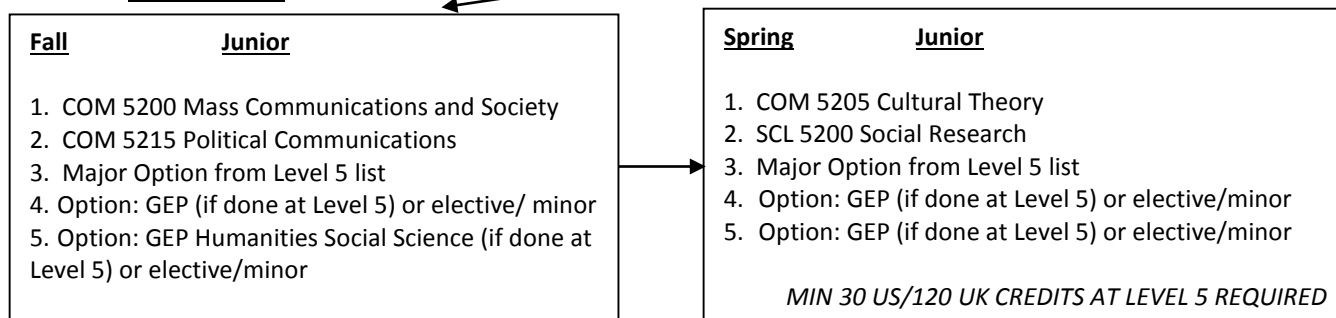 Fall Junior
1. COM 5200 Mass Communications and Society
2. COM 5215 Political Communications
3. Major Option from Level 5 list
4. Option: GEP (if done at Level 5) or elective/ minor
5. Option: GEP Humanities Social Science (if done at
Level 5) or elective/minor
Spring Junior
1. COM 5205 Cultural Theory
2. SCL 5200 Social Research
3. Major Option from Level 5 list
4. Option: GEP (if done at Level 5) or elective/minor
5. Option: GEP (if done at Level 5) or elective/minor
MIN 30 US/120 UK CREDITS AT LEVEL 5 REQUIRED